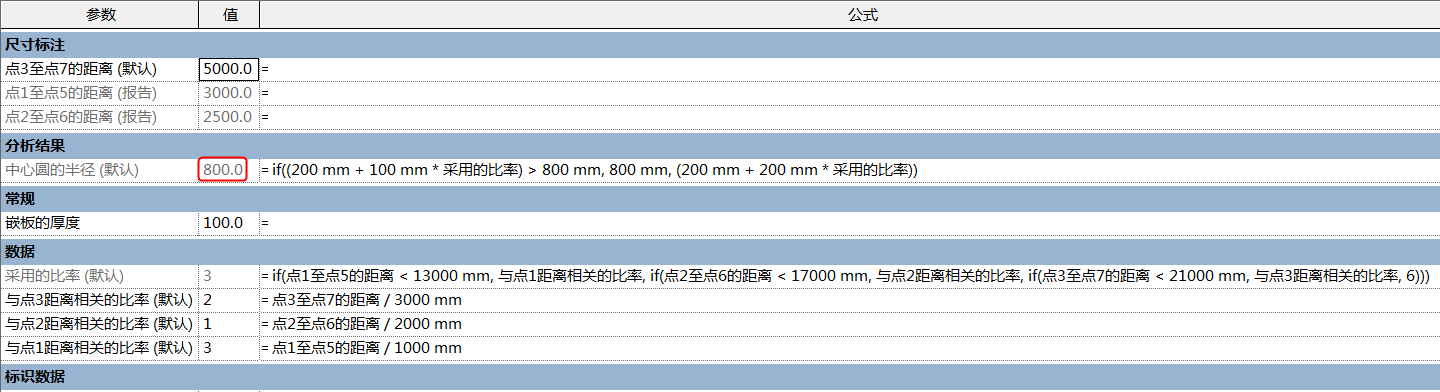 参数 值 公式
尺寸标注
点3至点7的距离 (默认) 5000.0 =
点1至点5的距离 (报告) 3000.0 =
点2至点6的距离 (报告) 2500.0 =
分析结果
中心圆的半径 (默认) 800.0 = if((200 mm + 100 mm * 采用的比率) > 800 mm, 800 mm, (200 mm + 200 mm * 采用的比率))
常规
嵌板的厚度 100.0 =
数据
采用的比率 (默认) 3 = if(点1至点5的距离 < 13000 mm, 与点1距离相关的比率, if(点2至点6的距离 < 17000 mm, 与点2距离相关的比率, if(点3至点7的距离 < 21000 mm, 与点3距离相关的比率, 6)))
与点3距离相关的比率 (默认) 2 = 点3至点7的距离 / 3000 mm
与点2距离相关的比率 (默认) 1 = 点2至点6的距离 / 2000 mm
与点1距离相关的比率 (默认) 3 = 点1至点5的距离 / 1000 mm
标识数据